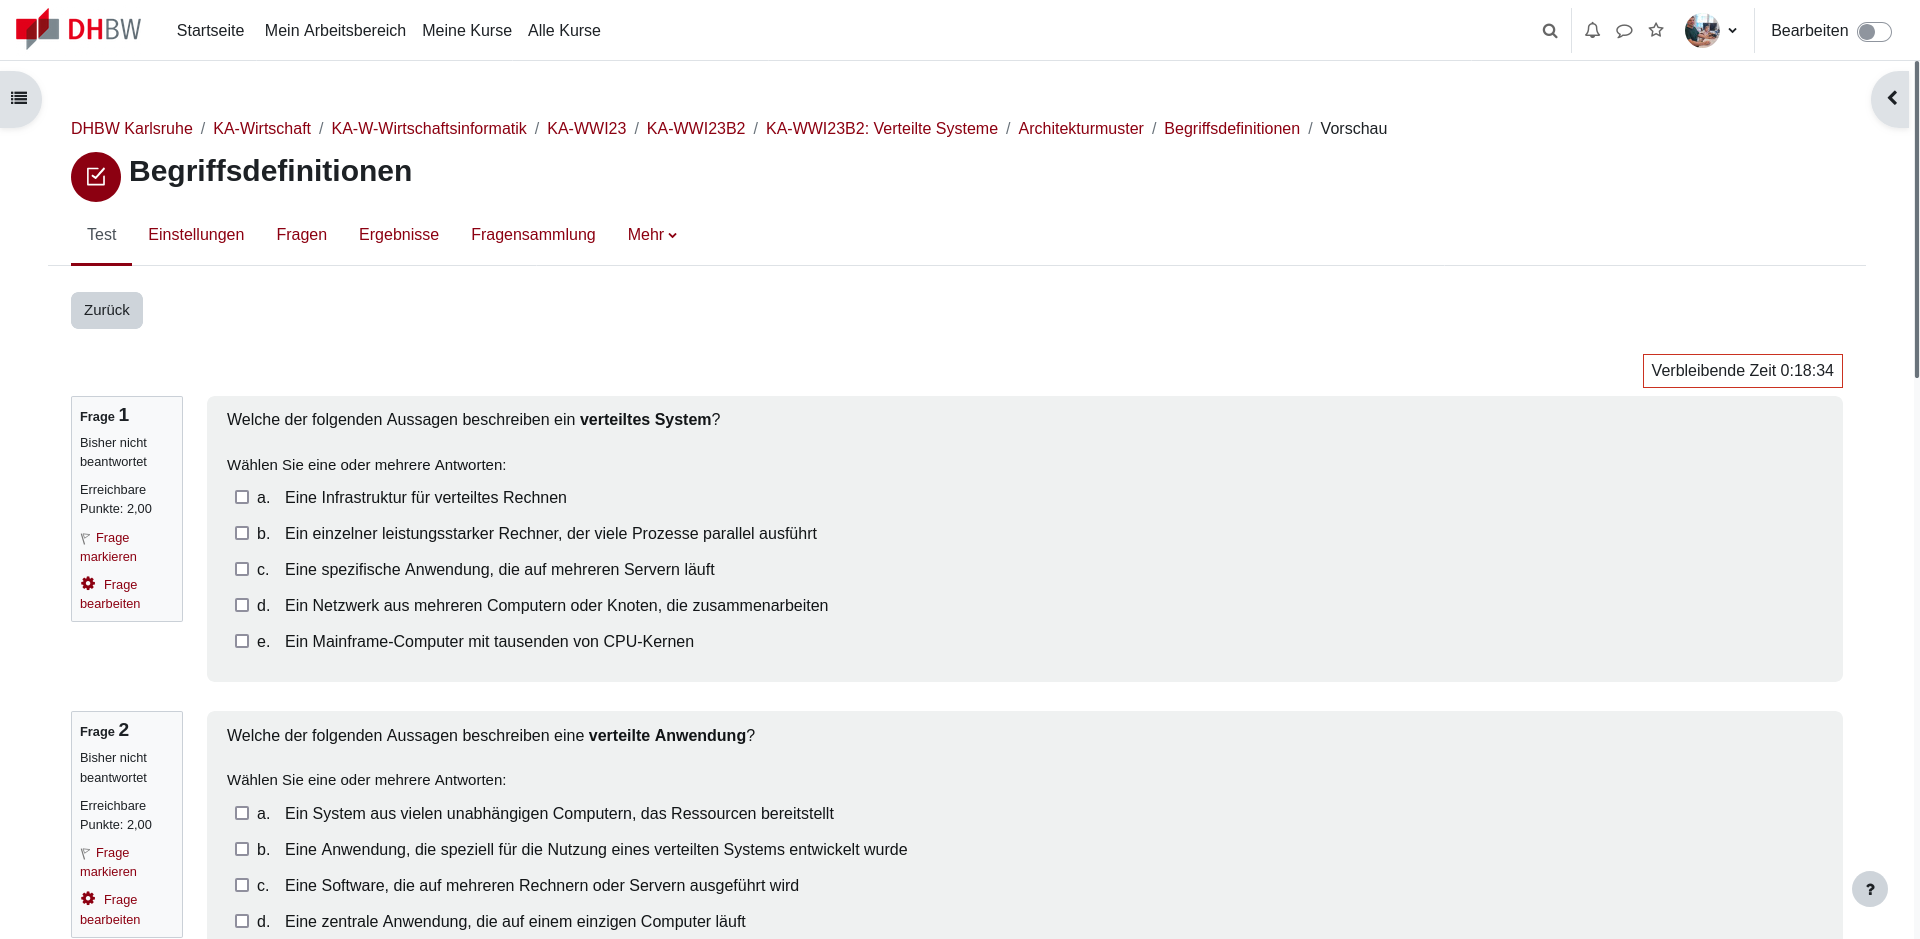 DHBW Startseite Mein Arbeitsbereich Meine Kurse Alle Kurse Bearbeiten
DHBW Karlsruhe / KA-Wirtschaft / KA-W-Wirtschaftsinformatik / KA-WWI23 / KA-WWI23B2 / KA-WWI23B2: Verteilte Systeme / Architekturmuster / Begriffsdefinitionen / Vorschau
Begriffsdefinitionen
Test Einstellungen Fragen Ergebnisse Fragensammlung Mehr
Zurück
Verbleibende Zeit 0:18:34
Frage 1
Bisher nicht
beantwortet
Erreichbare
Punkte: 2,00
Frage
markieren
Frage
bearbeiten
Welche der folgenden Aussagen beschreiben ein verteiltes System?
Wählen Sie eine oder mehrere Antworten:
a. Eine Infrastruktur für verteiltes Rechnen
b. Ein einzelner leistungsstarker Rechner, der viele Prozesse parallel ausführt
c. Eine spezifische Anwendung, die auf mehreren Servern läuft
d. Ein Netzwerk aus mehreren Computern oder Knoten, die zusammenarbeiten
e. Ein Mainframe-Computer mit tausenden von CPU-Kernen
Frage 2
Bisher nicht
beantwortet
Erreichbare
Punkte: 2,00
Frage
markieren
Frage
bearbeiten
Welche der folgenden Aussagen beschreiben eine verteilte Anwendung?
Wählen Sie eine oder mehrere Antworten:
a. Ein System aus vielen unabhängigen Computern, das Ressourcen bereitstellt
b. Eine Anwendung, die speziell für die Nutzung eines verteilten Systems entwickelt wurde
c. Eine Software, die auf mehreren Rechnern oder Servern ausgeführt wird
d. Eine zentrale Anwendung, die auf einem einzigen Computer läuft
?